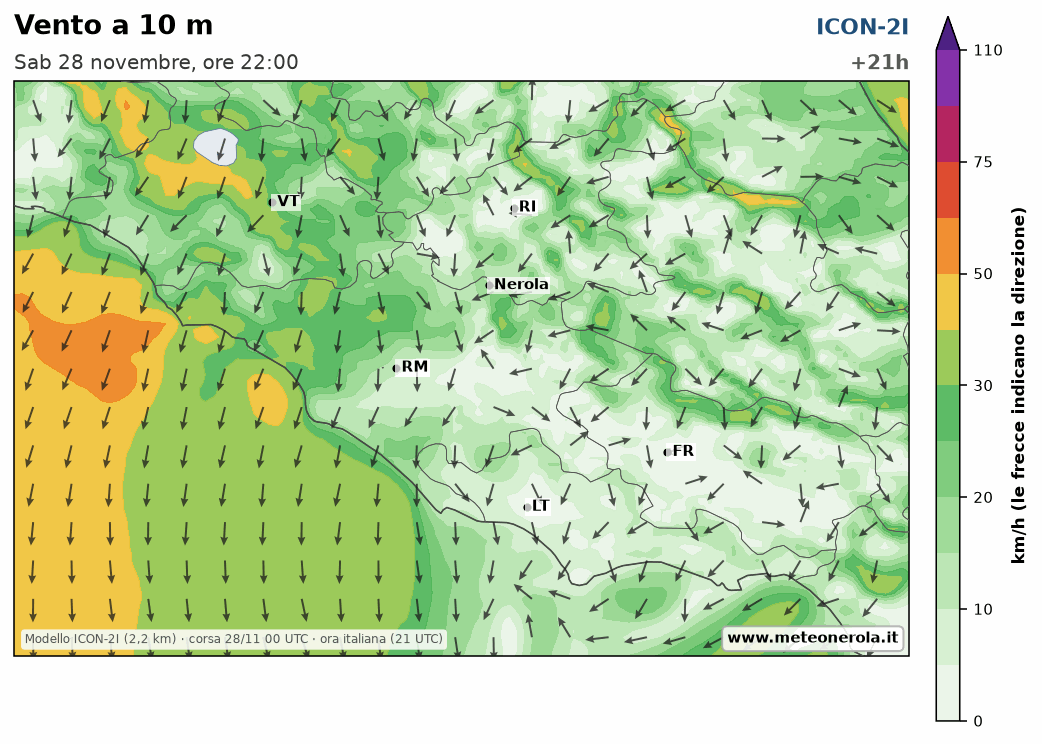 Vento a 10 m
ICON-2I
Sab 28 novembre, ore 22:00
+21h
110
75
50
30
20
10
0
km/h (le frecce indicano la direzione)
VT
RI
Nerola
RM
FR
LT
Modello ICON-2I (2,2 km) · corsa 28/11 00 UTC · ora italiana (21 UTC)
www.meteonerola.it